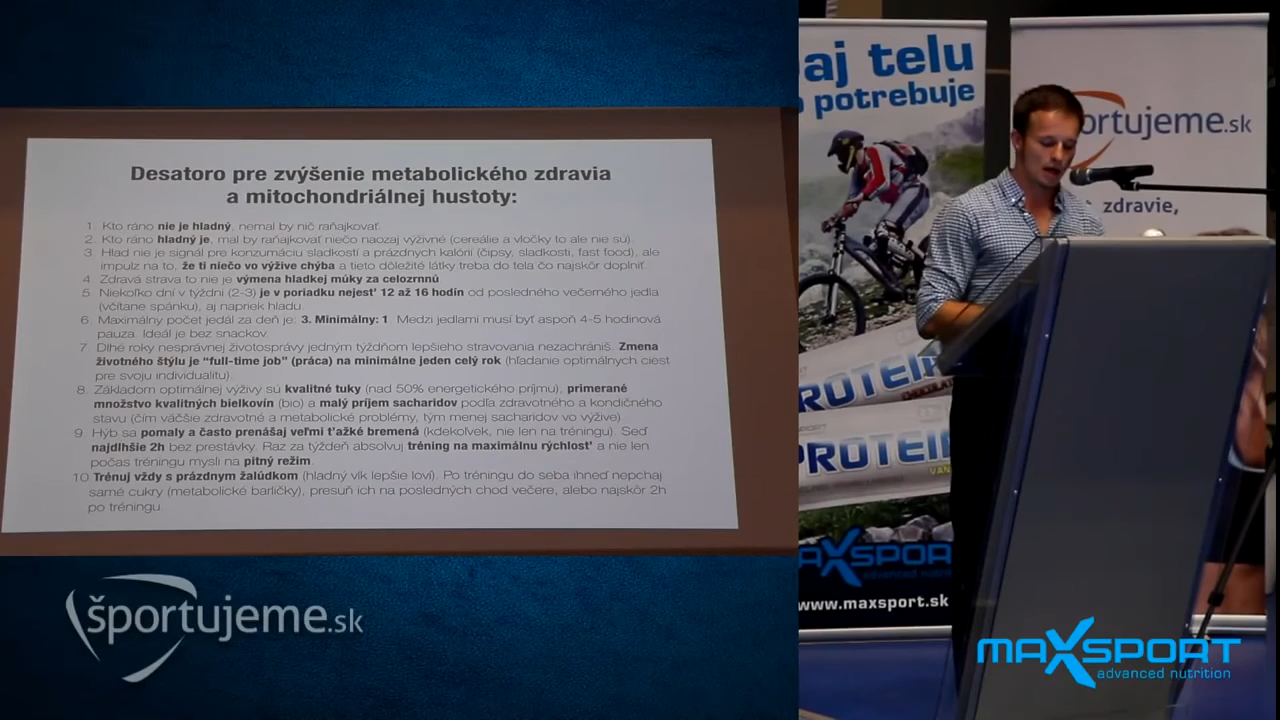 Desatoro pre zvýšenie metabolického zdravia
a mitochondriálnej hustoty:
1. Kto ráno nie je hladný, nemal by nič raňajkovať.
2. Kto ráno hladný je, mal by raňajkovať niečo naozaj výživné (cereálie a vločky to ale nie sú).
3. Hlad nie je signál pre konzumáciu sladkostí a prázdnych kalórií (čipsy, sladkosti, fast food), ale
impulz na to, že ti niečo vo výžive chýba a tieto dôležité látky treba do tela čo najskôr doplniť.
4. Zdravá strava to nie je výmena hladkej múky za celozrnnú
5. Niekoľko dní v týždni (2-3) je v poriadku nejesť 12 až 16 hodín od posledného večerného jedla
(včítane spánku), aj napriek hladu.
6. Maximálny počet jedál za deň je: 3. Minimálny: 1. Medzi jedlami musí byť aspoň 4-5 hodinová
pauza. Ideál je bez snackov.
7. Dlhé roky nesprávnej životosprávy jedným týždňom lepšieho stravovania nezachrániš. Zmena
životného štýlu je “full-time job” (práca) na minimálne jeden celý rok (hľadanie optimálnych ciest
pre svoju individualitu).
8. Základom optimálnej výživy sú kvalitné tuky (nad 50% energetického príjmu), primerané
množstvo kvalitných bielkovín (bio) a malý príjem sacharidov podľa zdravotného a kondičného
stavu (čím väčšie zdravotné a metabolické problémy, tým menej sacharidov vo výžive).
9. Hýb sa pomaly a často prenášaj veľmi ťažké bremená (kdekoľvek, nie len na tréningu). Seď
najdlhšie 2h bez prestávky. Raz za týždeň absolvuj tréning na maximálnu rýchlosť a nie len
počas tréningu mysli na pitný režim.
10. Trénuj vždy s prázdnym žalúdkom (hladný vlk lepšie loví). Po tréningu do seba ihneď nepchaj
samé cukry (metabolické barličky), presuň ich na posledných chod večere, alebo najskôr 2h
po tréningu.
športujeme.sk
aj telu
potrebuje
PROTEIN
CHOCOLAT
PROTEIN
VAN
MAXSPORT
advanced nutriti
www.maxsport.sk
portujeme.sk
zdravie,
MAXSPORT
advanced nutrition